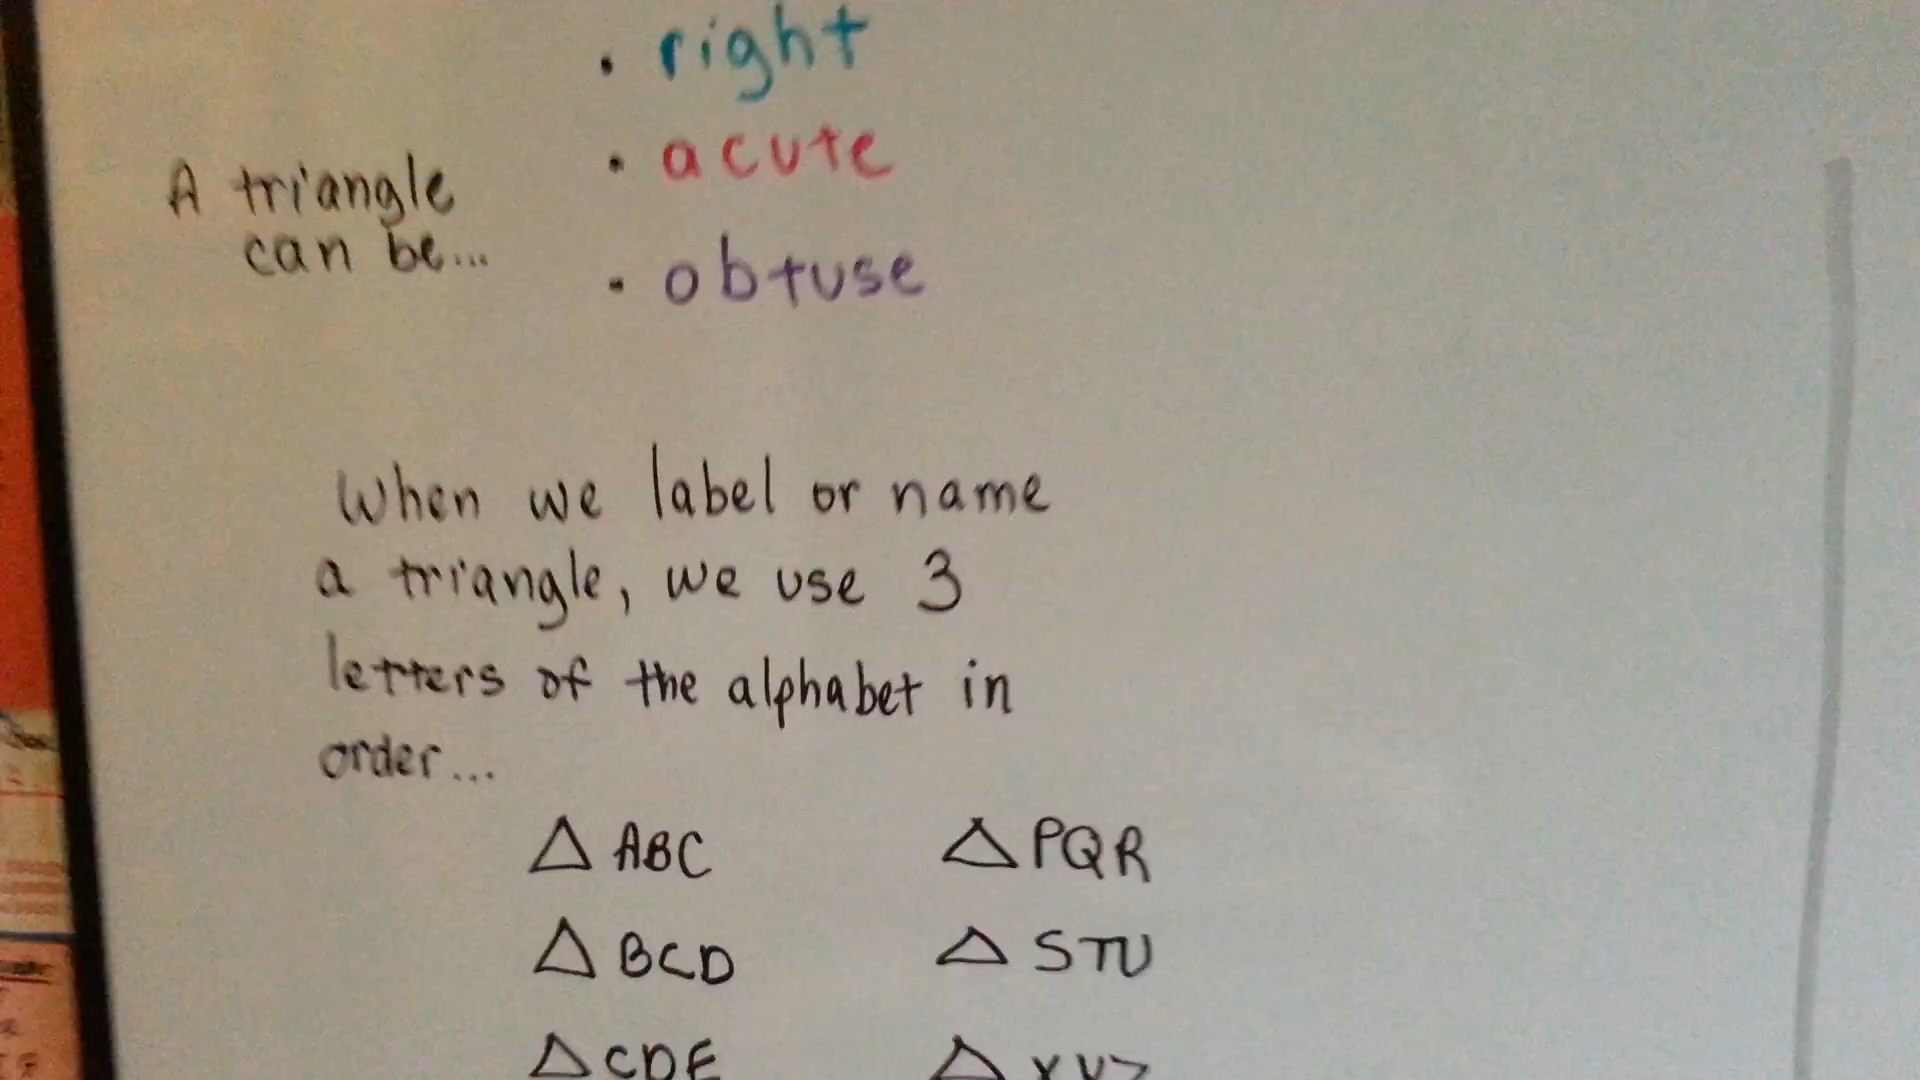 • right
• acute
A triangle
can be...
• obtuse
When we label or name
a triangle, we use 3
letters of the alphabet in
order...
△ ABC △ PQR
△ BCD △ STU
△ CDE △ XYZ